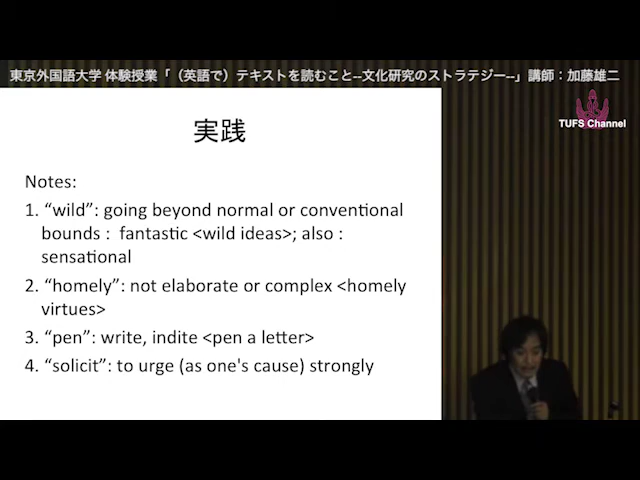 東京外国語大学 体験授業「（英語で）テキストを読むこと--文化研究のストラテジー--」講師：加藤雄二
TUFS Channel
実践
Notes:
1. “wild”: going beyond normal or conventional
bounds : fantastic <wild ideas>; also :
sensational
2. “homely”: not elaborate or complex <homely
virtues>
3. “pen”: write, indite <pen a letter>
4. “solicit”: to urge (as one's cause) strongly